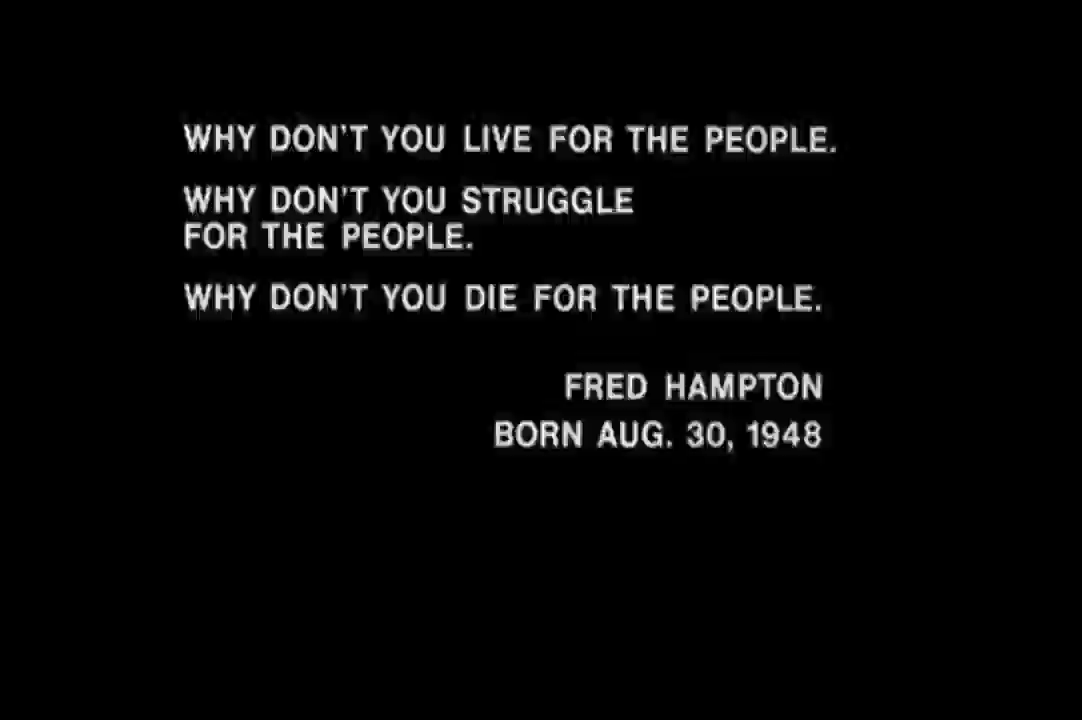 WHY DON'T YOU LIVE FOR THE PEOPLE.
WHY DON'T YOU STRUGGLE
FOR THE PEOPLE.
WHY DON'T YOU DIE FOR THE PEOPLE.
FRED HAMPTON
BORN AUG. 30, 1948